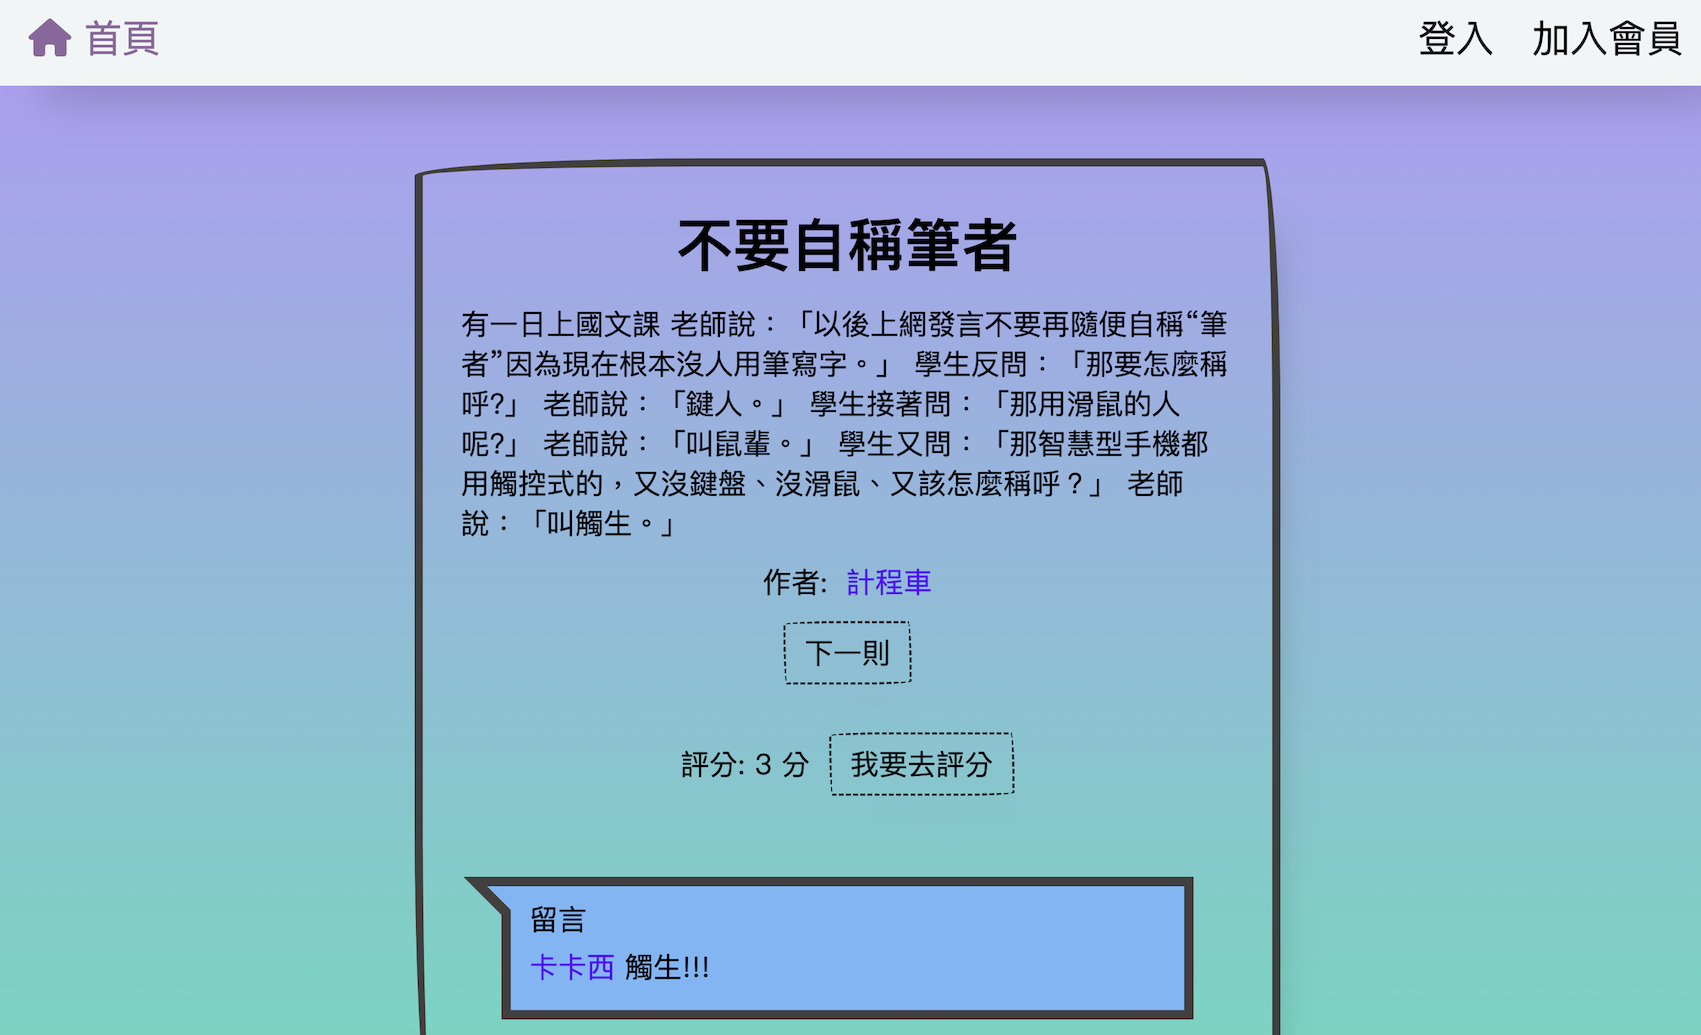 首頁
登入 加入會員
不要自稱筆者
有一日上國文課 老師說：「以後上網發言不要再隨便自稱“筆
者”因為現在根本沒人用筆寫字。」 學生反問：「那要怎麼稱
呼?」 老師說：「鍵人。」 學生接著問：「那用滑鼠的人
呢?」 老師說：「叫鼠輩。」 學生又問：「那智慧型手機都
用觸控式的，又沒鍵盤、沒滑鼠、又該怎麼稱呼？」 老師
說：「叫觸生。」
作者: 計程車
下一則
評分: 3 分 我要去評分
留言
卡卡西 觸生!!!